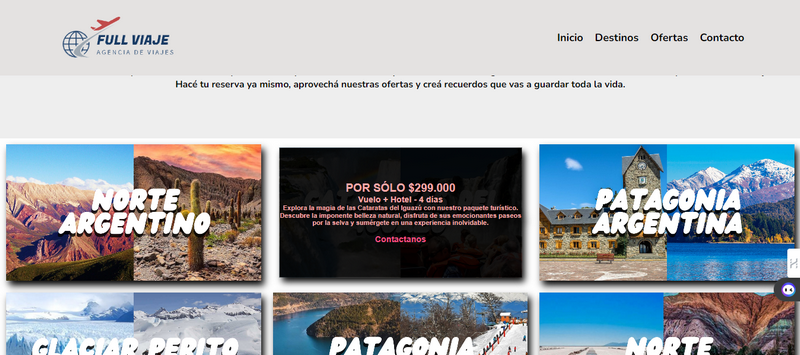 FULL VIAJE
AGENCIA DE VIAJES
Inicio Destinos Ofertas Contacto
Hacé tu reserva ya mismo, aprovechá nuestras ofertas y creá recuerdos que vas a guardar toda la vida.
NORTE
ARGENTINO
POR SÓLO $299.000
Vuelo + Hotel - 4 días
Explora la magia de las Cataratas del Iguazú con nuestro paquete turístico.
Descubre la imponente belleza natural, disfruta de sus emocionantes paseos
por la selva y sumérgete en una experiencia inolvidable.
Contactanos
PATAGONIA
ARGENTINA
GLACIAR PERITO
PATAGONIA
NORTE